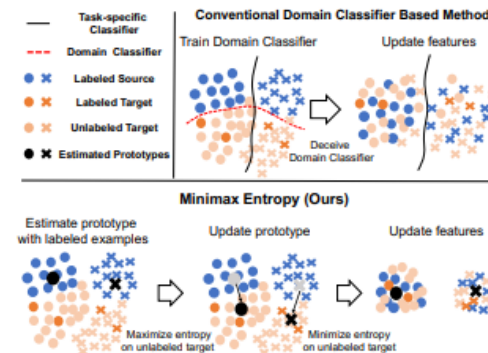 Task-specific
Classifier
Domain Classifier
Labeled Source
Labeled Target
Unlabeled Target
Estimated Prototypes
Conventional Domain Classifier Based Method
Train Domain Classifier
Update features
Deceive
Domain Classifier
Minimax Entropy (Ours)
Estimate prototype
with labeled examples
Update prototype
Update features
Maximize entropy
on unlabeled target
Minimize entropy
on unlabeled target